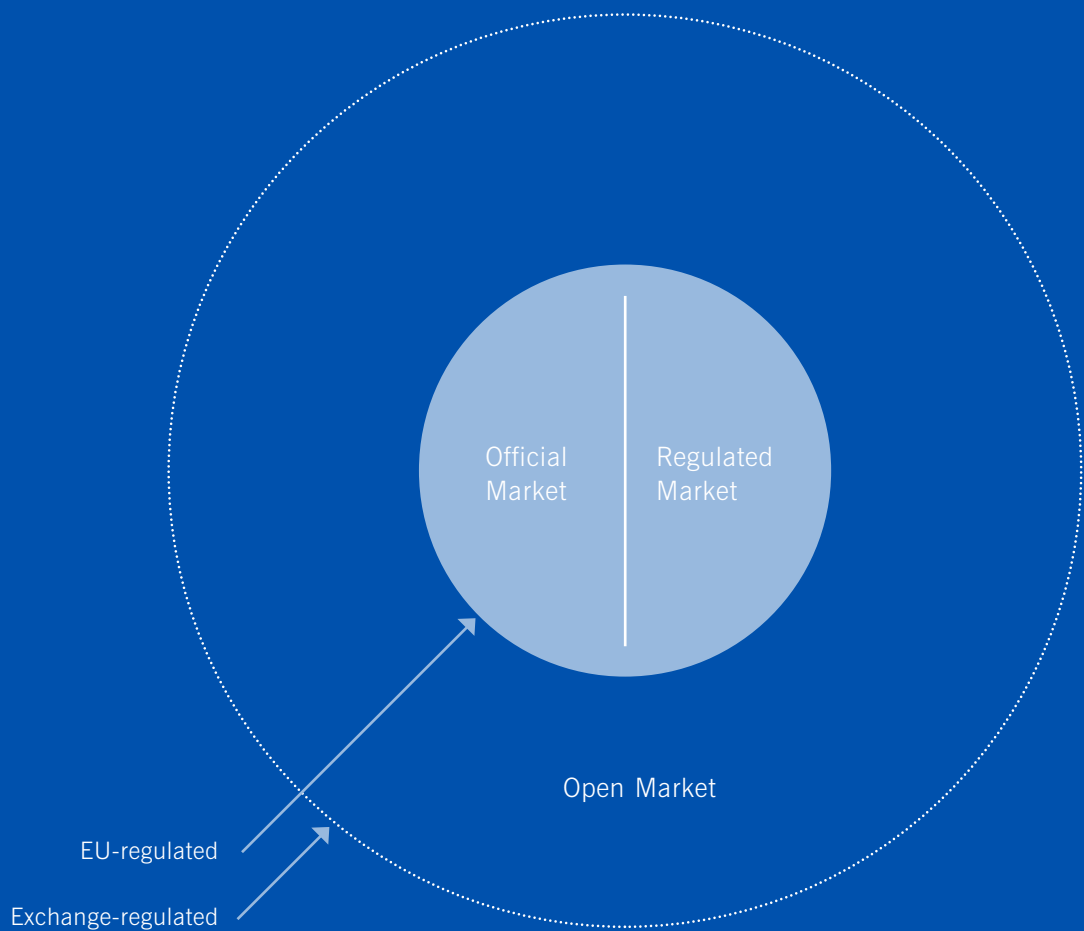 Official
Market
Regulated
Market
Open Market
EU-regulated
Exchange-regulated